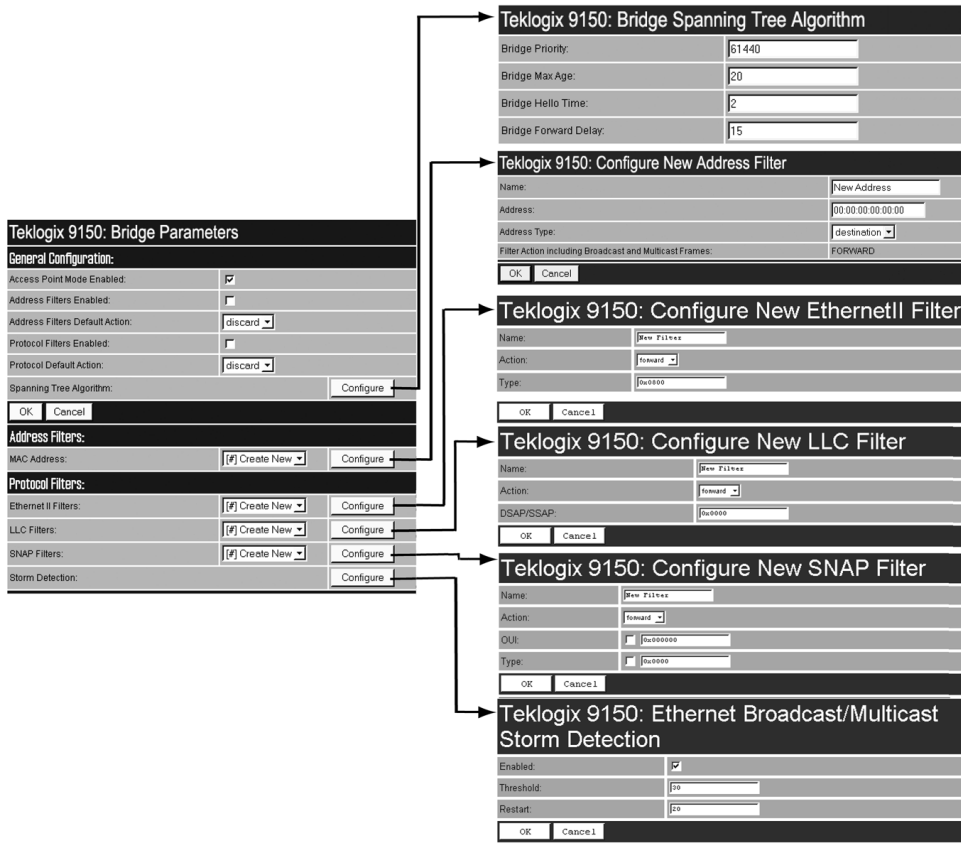 Teklogix 9150: Bridge Parameters
General Configuration:
Access Point Mode Enabled:
Address Filters Enabled:
Address Filters Default Action: discard
Protocol Filters Enabled:
Protocol Default Action: discard
Spanning Tree Algorithm: Configure
OK Cancel
Address Filters:
MAC Address: [#] Create New Configure
Protocol Filters:
Ethernet II Filters: [#] Create New Configure
LLC Filters: [#] Create New Configure
SNAP Filters: [#] Create New Configure
Storm Detection: Configure
Teklogix 9150: Bridge Spanning Tree Algorithm
Bridge Priority: 61440
Bridge Max Age: 20
Bridge Hello Time: 2
Bridge Forward Delay: 15
Teklogix 9150: Configure New Address Filter
Name: New Address
Address: 00:00:00:00:00:00
Address Type: destination
Filter Action including Broadcast and Multicast Frames: FORWARD
OK Cancel
Teklogix 9150: Configure New EthernetII Filter
Name: New Filter
Action: forward
Type: 0x0800
OK Cancel
Teklogix 9150: Configure New LLC Filter
Name: New Filter
Action: forward
DSAP/SSAP: 0x0000
OK Cancel
Teklogix 9150: Configure New SNAP Filter
Name: New Filter
Action: forward
OUI: 0x000000
Type: 0x0000
OK Cancel
Teklogix 9150: Ethernet Broadcast/Multicast
Storm Detection
Enabled:
Threshold: 30
Restart: 20
OK Cancel